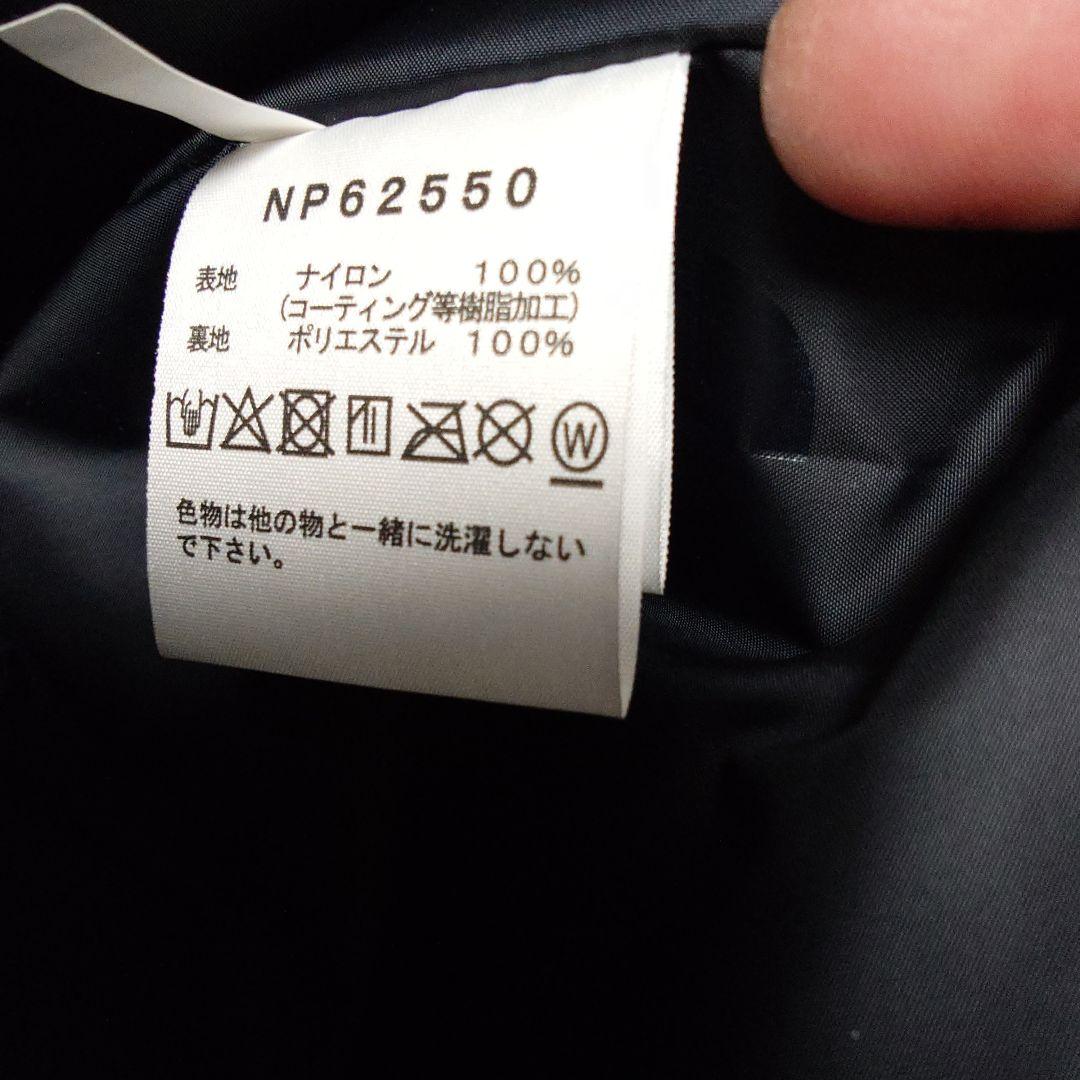 NP62550
表地 ナイロン 100%
(コーティング等樹脂加工)
裏地 ポリエステル 100%
W
色物は他の物と一緒に洗濯しない
で下さい。